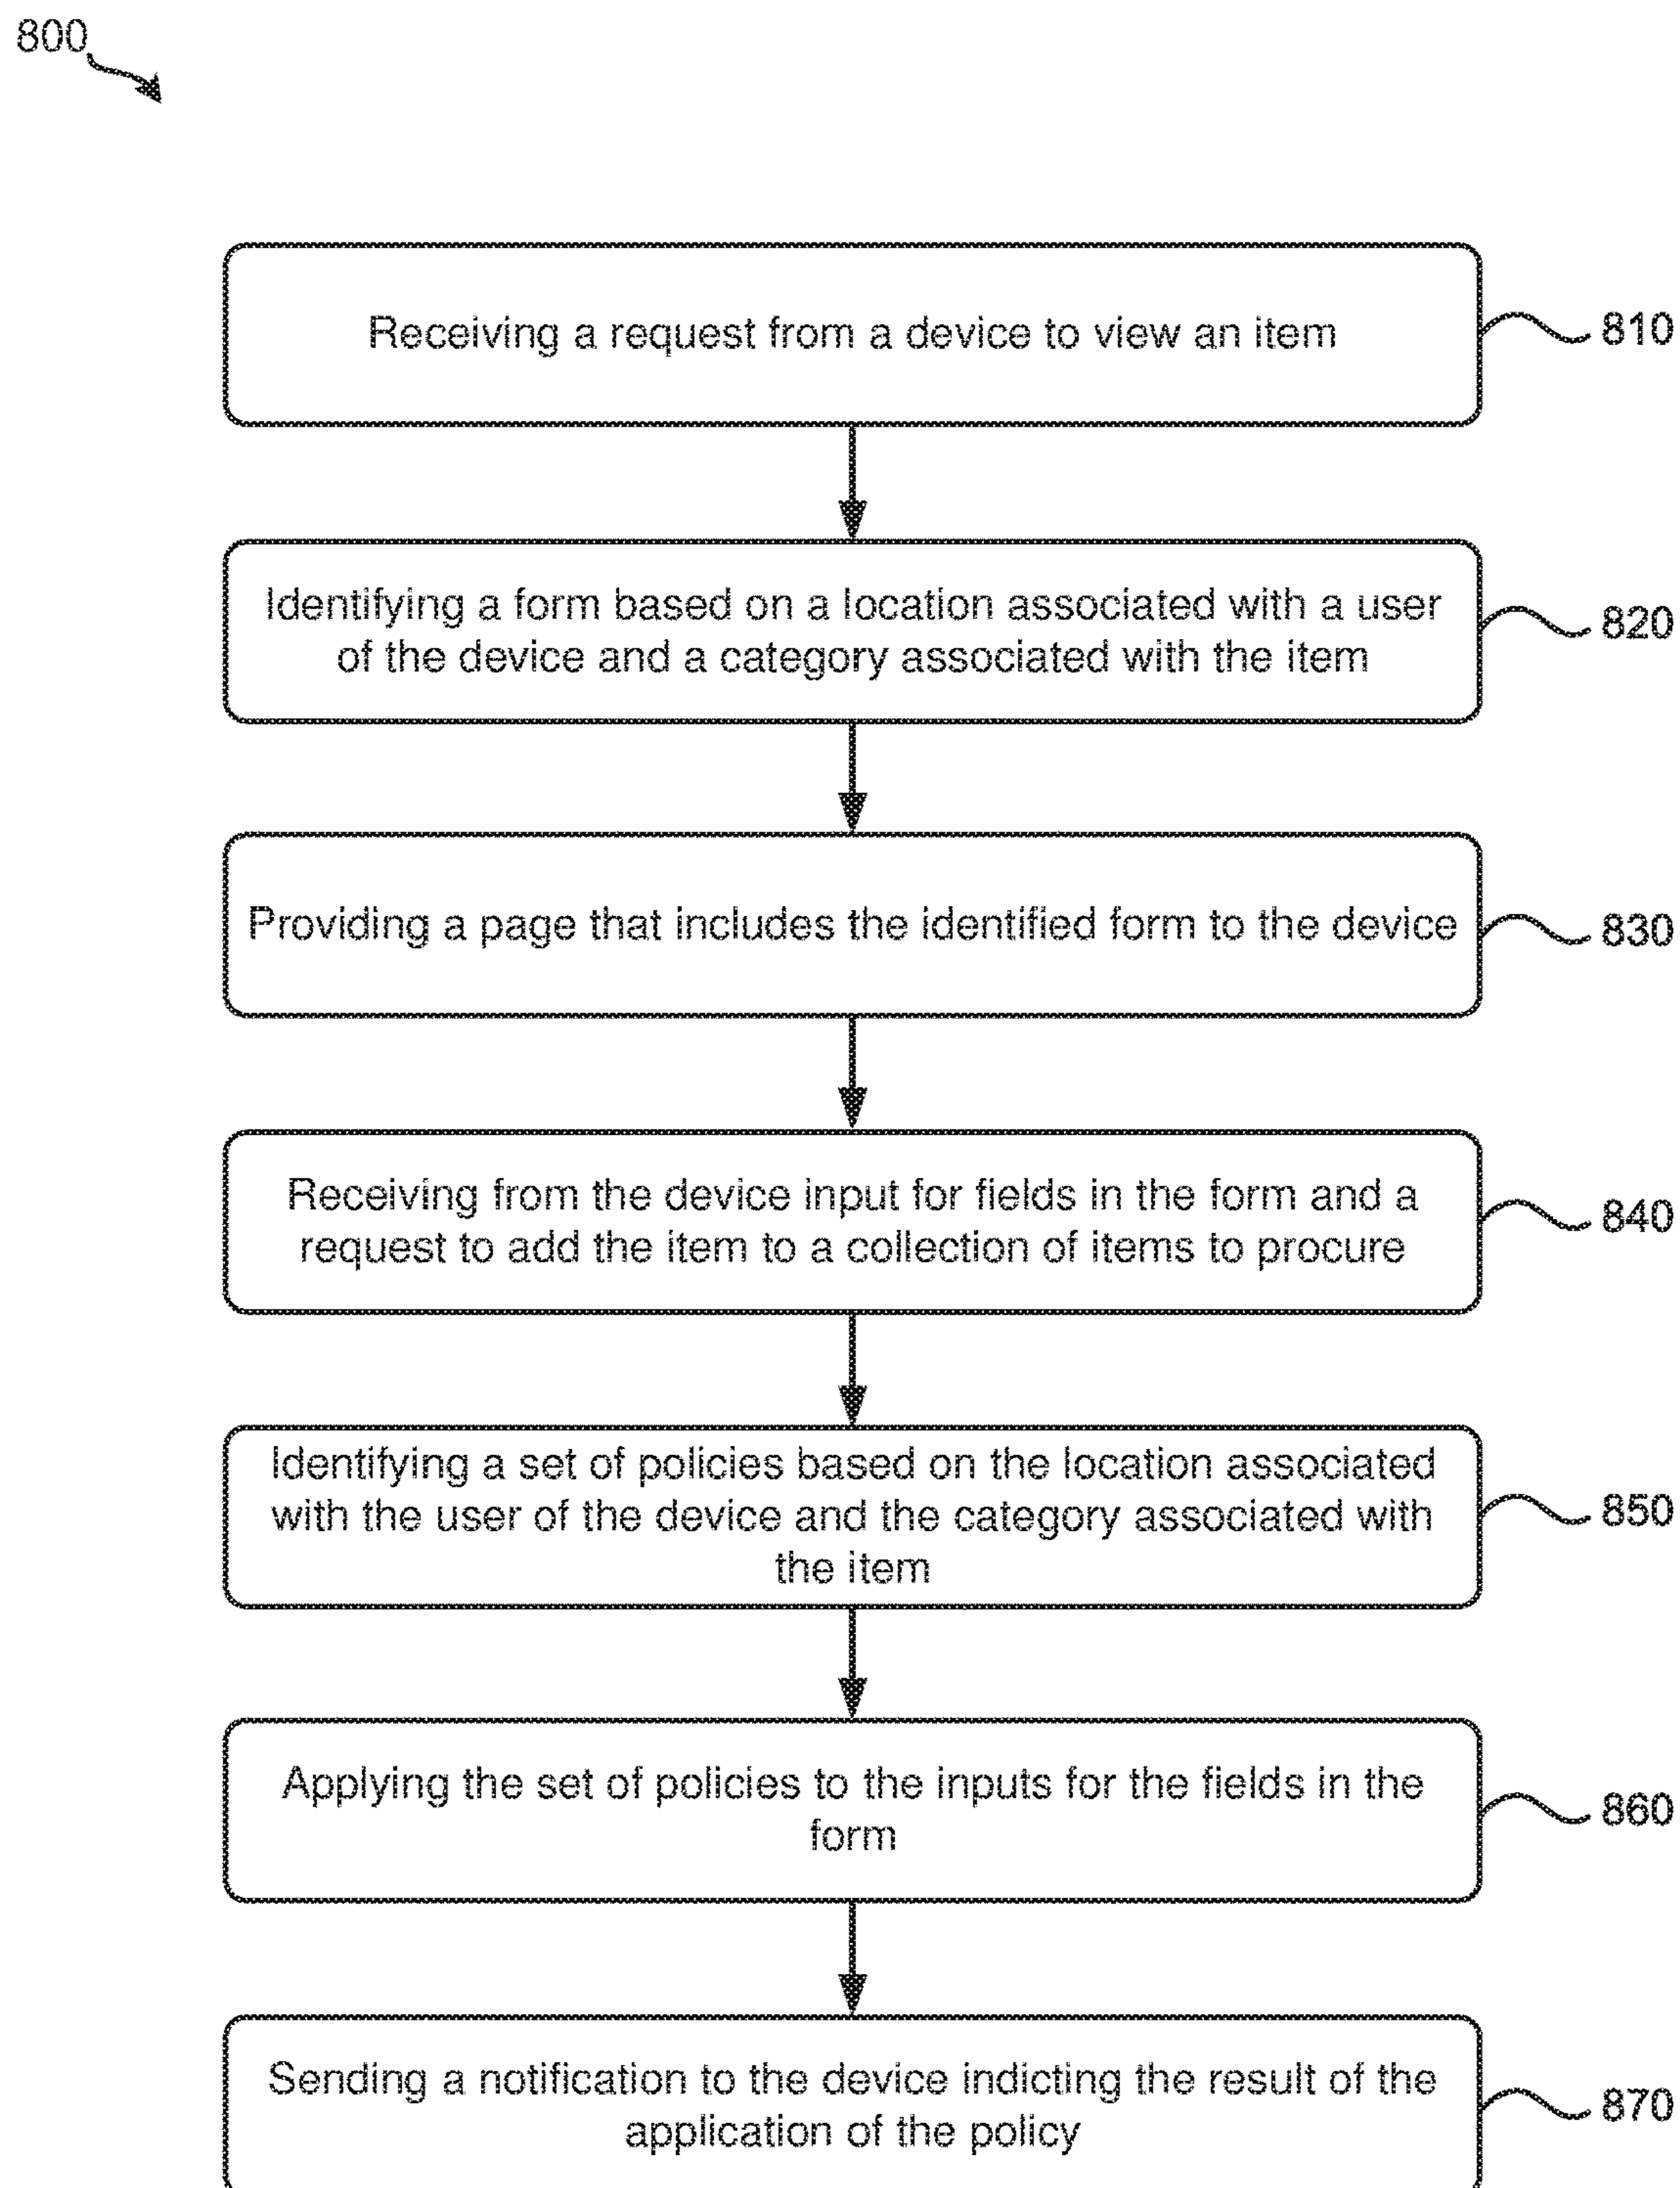 800
Receiving a request from a device to view an item
810
Identifying a form based on a location associated with a user
of the device and a category associated with the item
820
Providing a page that includes the identified form to the device
830
Receiving from the device input for fields in the form and a
request to add the item to a collection of items to procure
840
Identifying a set of policies based on the location associated
with the user of the device and the category associated with
the item
850
Applying the set of policies to the inputs for the fields in the
form
860
Sending a notification to the device indicting the result of the
application of the policy
870